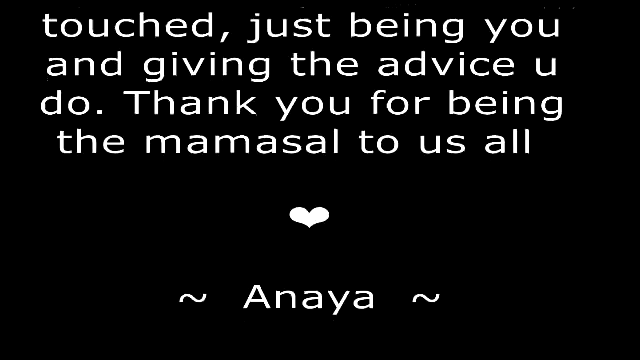 touched, just being you
and giving the advice u
do. Thank you for being
the mamasal to us all
❤
~ Anaya ~